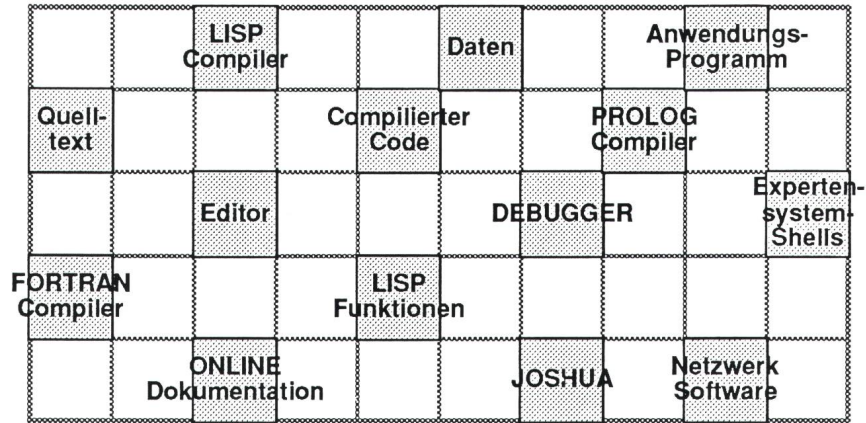 LISP
Compiler
Daten
Anwendungs-
Programm
Quell-
text
Compilierter
Code
PROLOG
Compiler
Editor
DEBUGGER
Experten-
system-
Shells
FORTRAN
Compiler
LISP
Funktionen
ONLINE
Dokumentation
JOSHUA
Netzwerk
Software